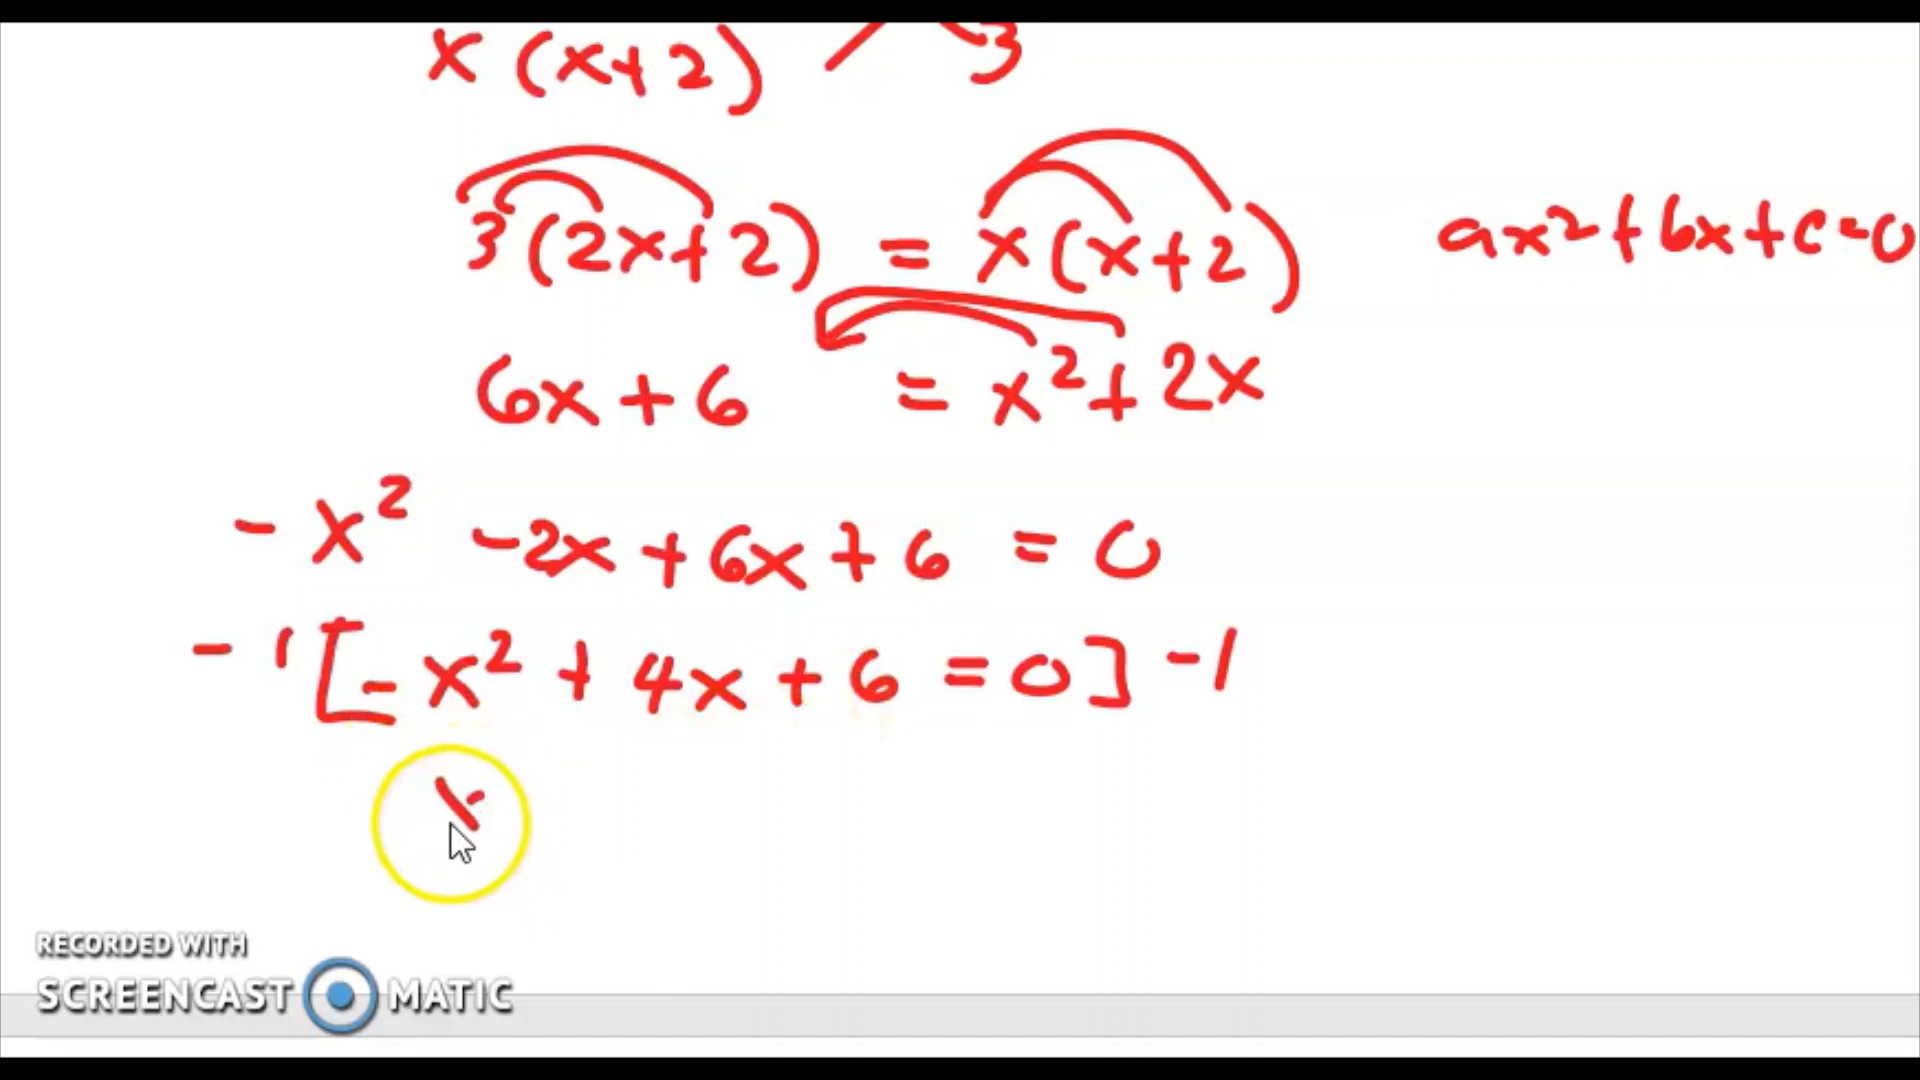 x (x+2) 3
3(2x+2) = x(x+2)
ax²+bx+c=0
6x+6 = x²+2x
-x² -2x+6x+6 = 0
-1[-x²+4x+6=0]-1
x
RECORDED WITH
SCREENCAST MATIC